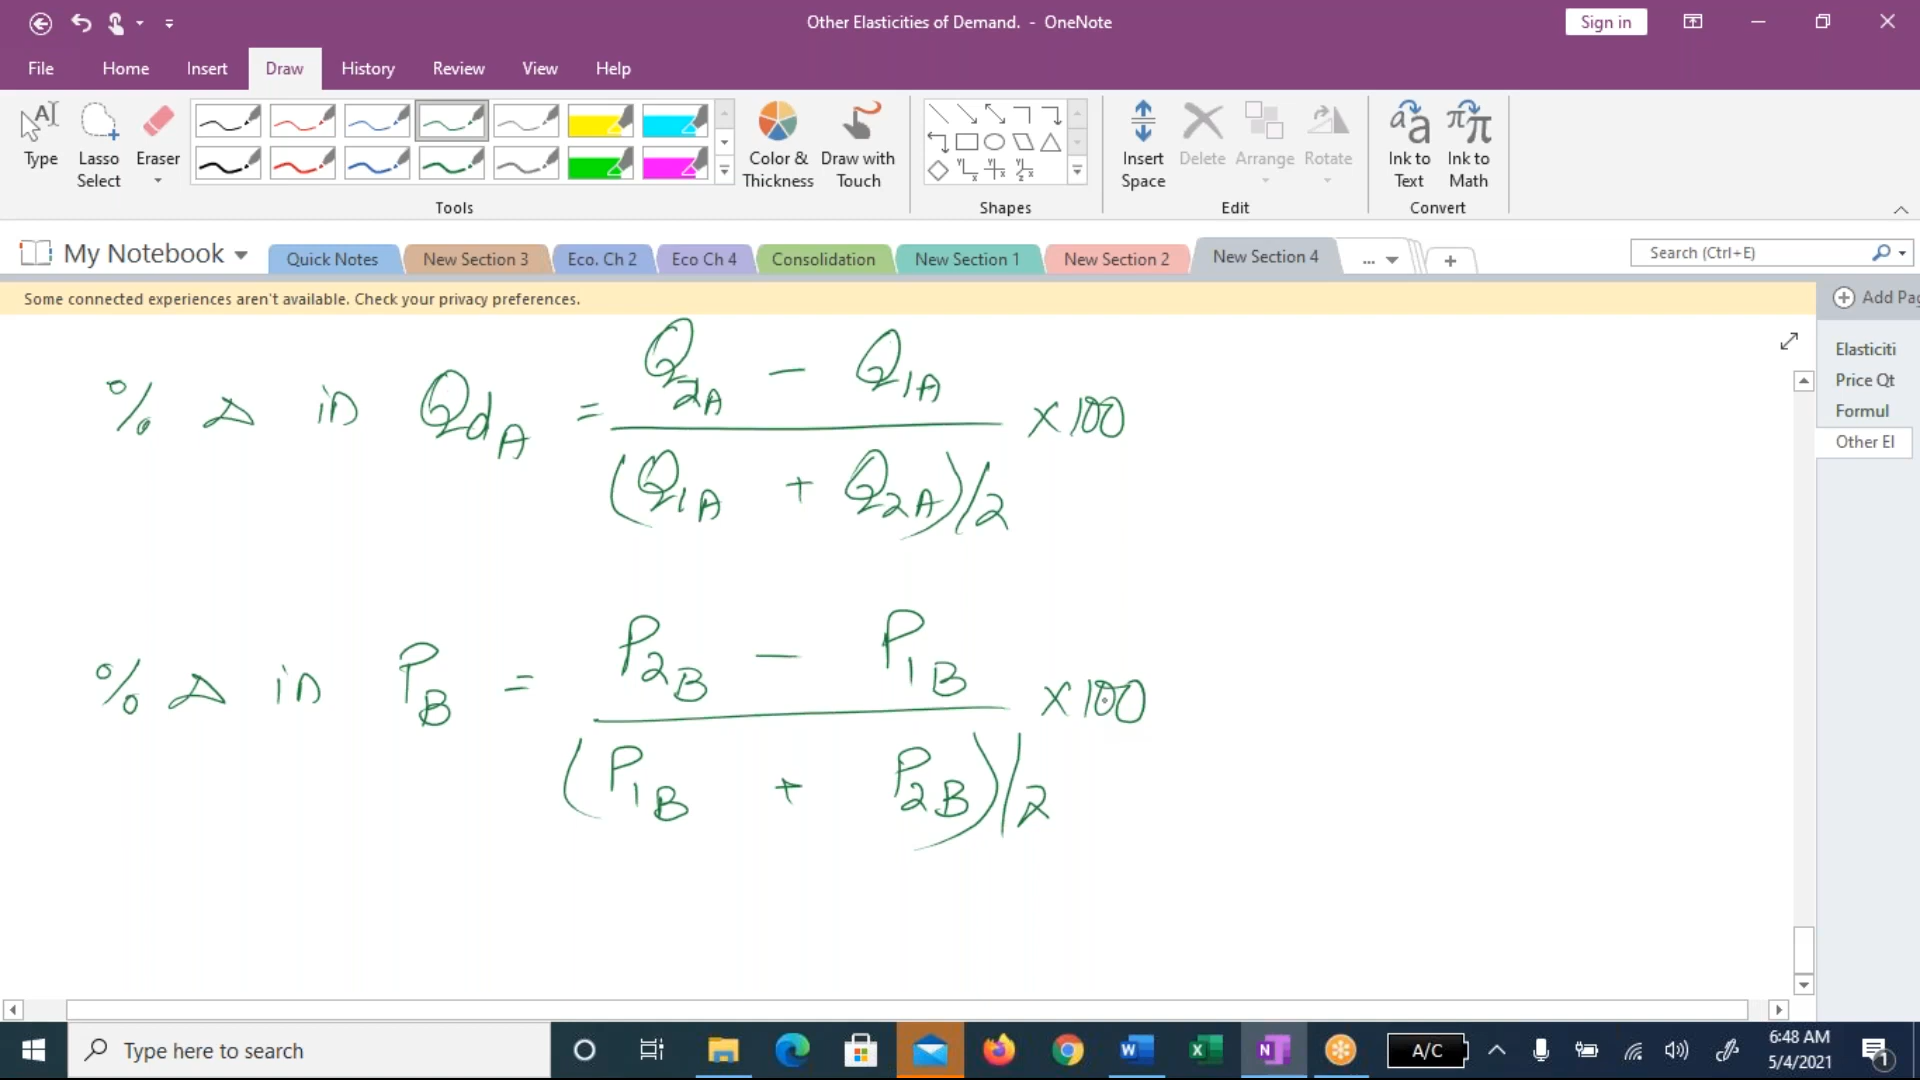 Other Elasticities of Demand. - OneNote
Sign in
File Home Insert Draw History Review View Help
Type
Lasso Select
Eraser
Color & Thickness
Draw with Touch
Insert Space
Delete
Arrange
Rotate
Ink to Text
Ink to Math
Tools Shapes Edit Convert
My Notebook Quick Notes New Section 3 Eco. Ch 2 Eco Ch 4 Consolidation New Section 1 New Section 2 New Section 4 ... + Search (Ctrl+E)
Some connected experiences aren't available. Check your privacy preferences.
Add Pag
Elasticiti
Price Qt
Formul
Other El
Q2A - Q1A
% Δ in QdA = ×100
(Q1A + Q2A)/2
P2B - P1B
% Δ in PB = ×100
(P1B + P2B)/2
Type here to search
A/C
6:48 AM
5/4/2021
1